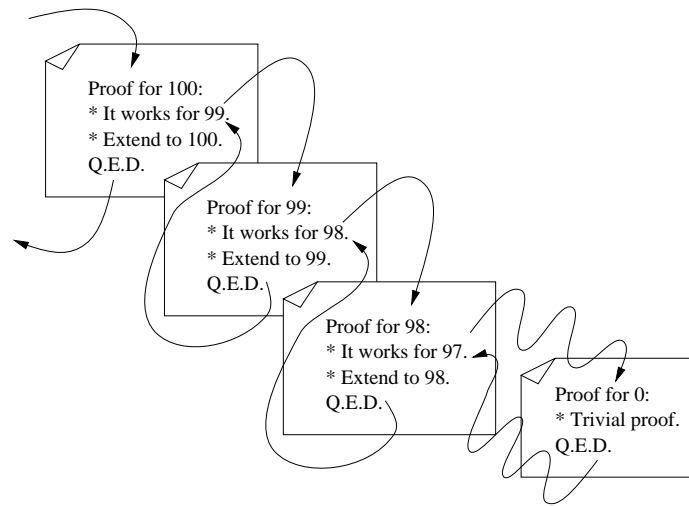 Proof for 100:
* It works for 99.
* Extend to 100.
Q.E.D.
Proof for 99:
* It works for 98.
* Extend to 99.
Q.E.D.
Proof for 98:
* It works for 97.
* Extend to 98.
Q.E.D.
Proof for 0:
* Trivial proof.
Q.E.D.